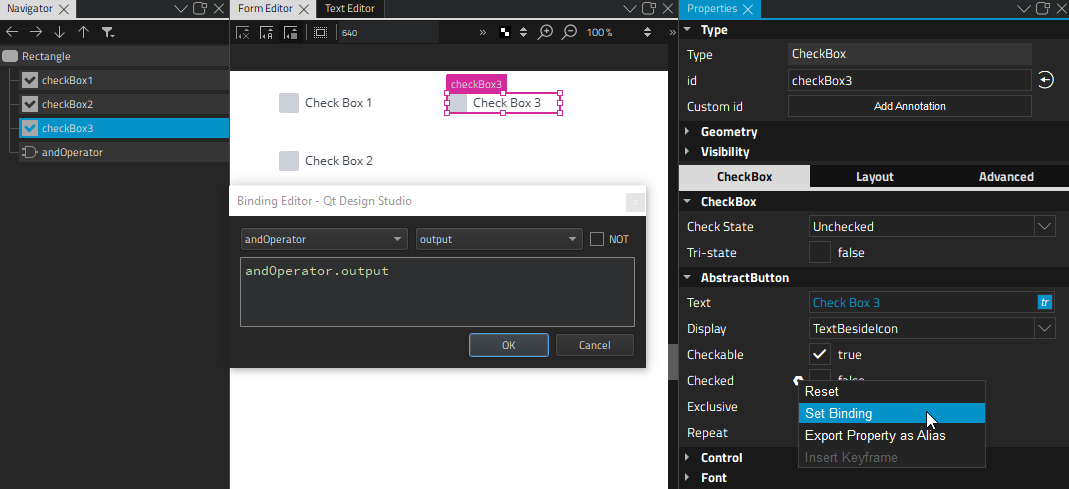 Navigator
Rectangle
checkBox1
checkBox2
checkBox3
andOperator
Form Editor
Text Editor
640
100 %
checkBox3
Check Box 1
Check Box 3
Check Box 2
Binding Editor - Qt Design Studio
andOperator
output
NOT
andOperator.output
OK
Cancel
Properties
Type
Type
CheckBox
id
checkBox3
Custom id
Add Annotation
Geometry
Visibility
CheckBox
Layout
Advanced
CheckBox
Check State
Unchecked
Tri-state
false
AbstractButton
Text
Check Box 3
tr
Display
TextBesideIcon
Checkable
true
Checked
false
Exclusive
Repeat
Reset
Set Binding
Export Property as Alias
Insert Keyframe
Control
Font